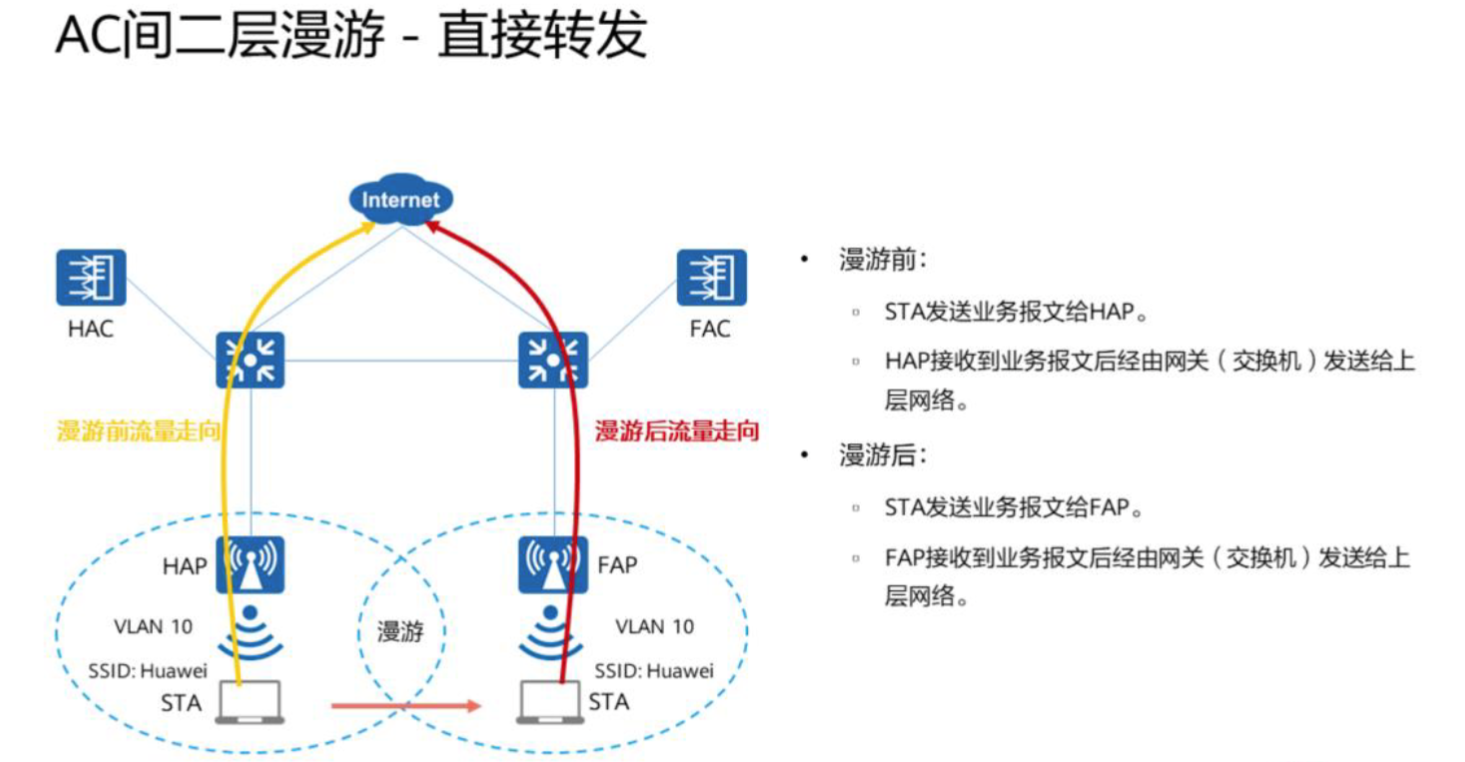 AC间二层漫游 - 直接转发
Internet
HAC
FAC
漫游前流量走向
漫游后流量走向
HAP
FAP
VLAN 10
漫游
VLAN 10
SSID: Huawei
SSID: Huawei
STA
STA
• 漫游前：
▫ STA发送业务报文给HAP。
▫ HAP接收到业务报文后经由网关（交换机）发送给上
层网络。
• 漫游后：
▫ STA发送业务报文给FAP。
▫ FAP接收到业务报文后经由网关（交换机）发送给上
层网络。